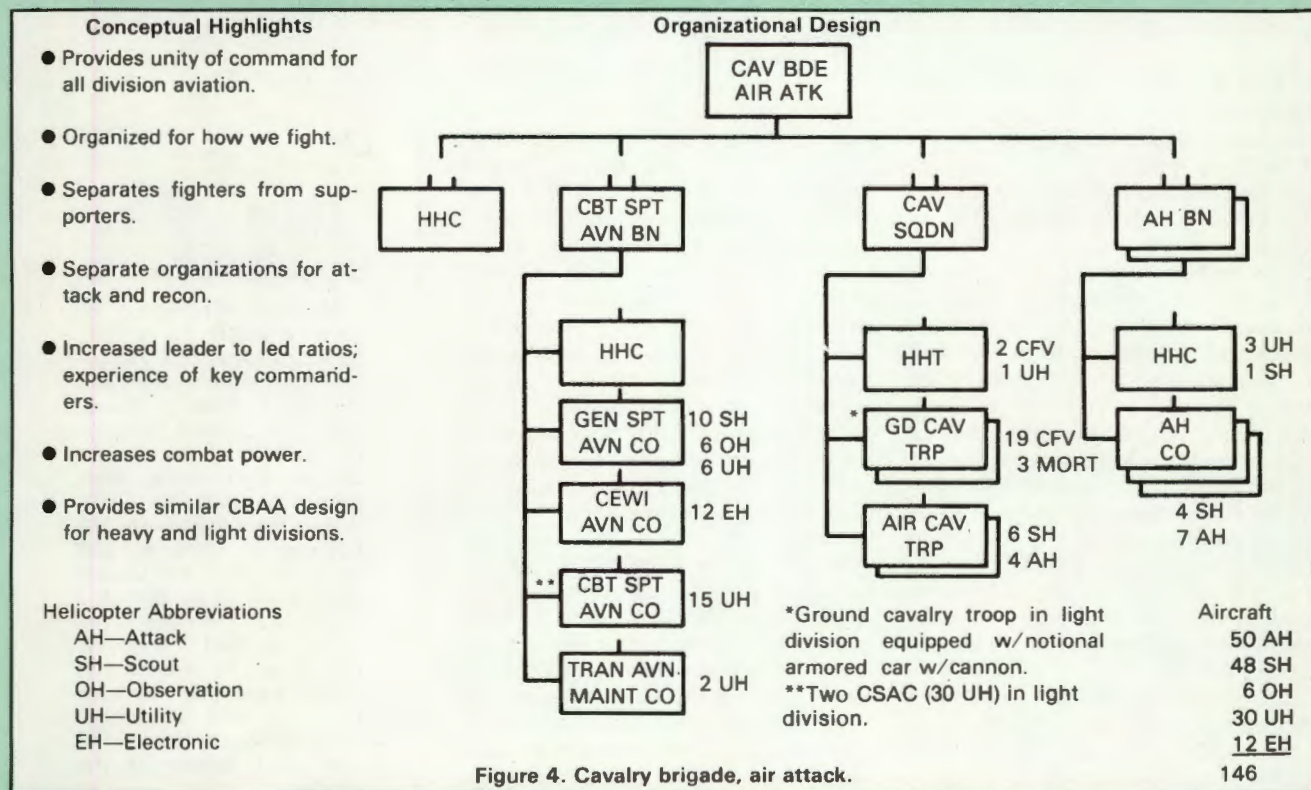 Conceptual Highlights
● Provides unity of command for
all division aviation.
● Organized for how we fight.
● Separates fighters from sup-
porters.
● Separate organizations for at-
tack and recon.
● Increased leader to led ratios;
experience of key command-
ers.
● Increases combat power.
● Provides similar CBAA design
for heavy and light divisions.
Helicopter Abbreviations
AH—Attack
SH—Scout
OH—Observation
UH—Utility
EH—Electronic
Organizational Design
CAV BDE
AIR ATK
HHC
CBT SPT
AVN BN
HHC
GEN SPT
AVN CO
10 SH
6 OH
6 UH
CEWI
AVN CO
12 EH
**
CBT SPT
AVN CO
15 UH
TRAN AVN
MAINT CO
2 UH
CAV
SQDN
HHT
2 CFV
1 UH
*
GD CAV
TRP
19 CFV
3 MORT
AIR CAV
TRP
6 SH
4 AH
AH BN
HHC
3 UH
1 SH
AH
CO
4 SH
7 AH
*Ground cavalry troop in light
division equipped w/notional
armored car w/cannon.
**Two CSAC (30 UH) in light
division.
Aircraft
50 AH
48 SH
6 OH
30 UH
12 EH
146
Figure 4. Cavalry brigade, air attack.